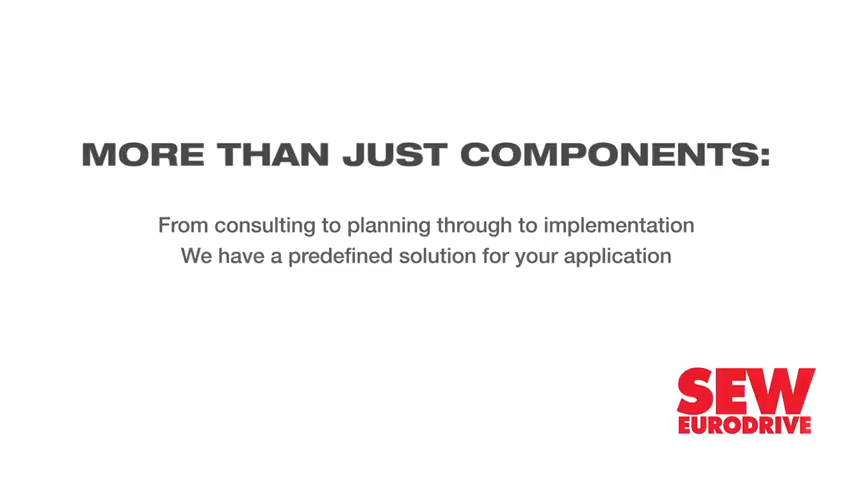 MORE THAN JUST COMPONENTS:
From consulting to planning through to implementation
We have a predefined solution for your application
SEW
EURODRIVE